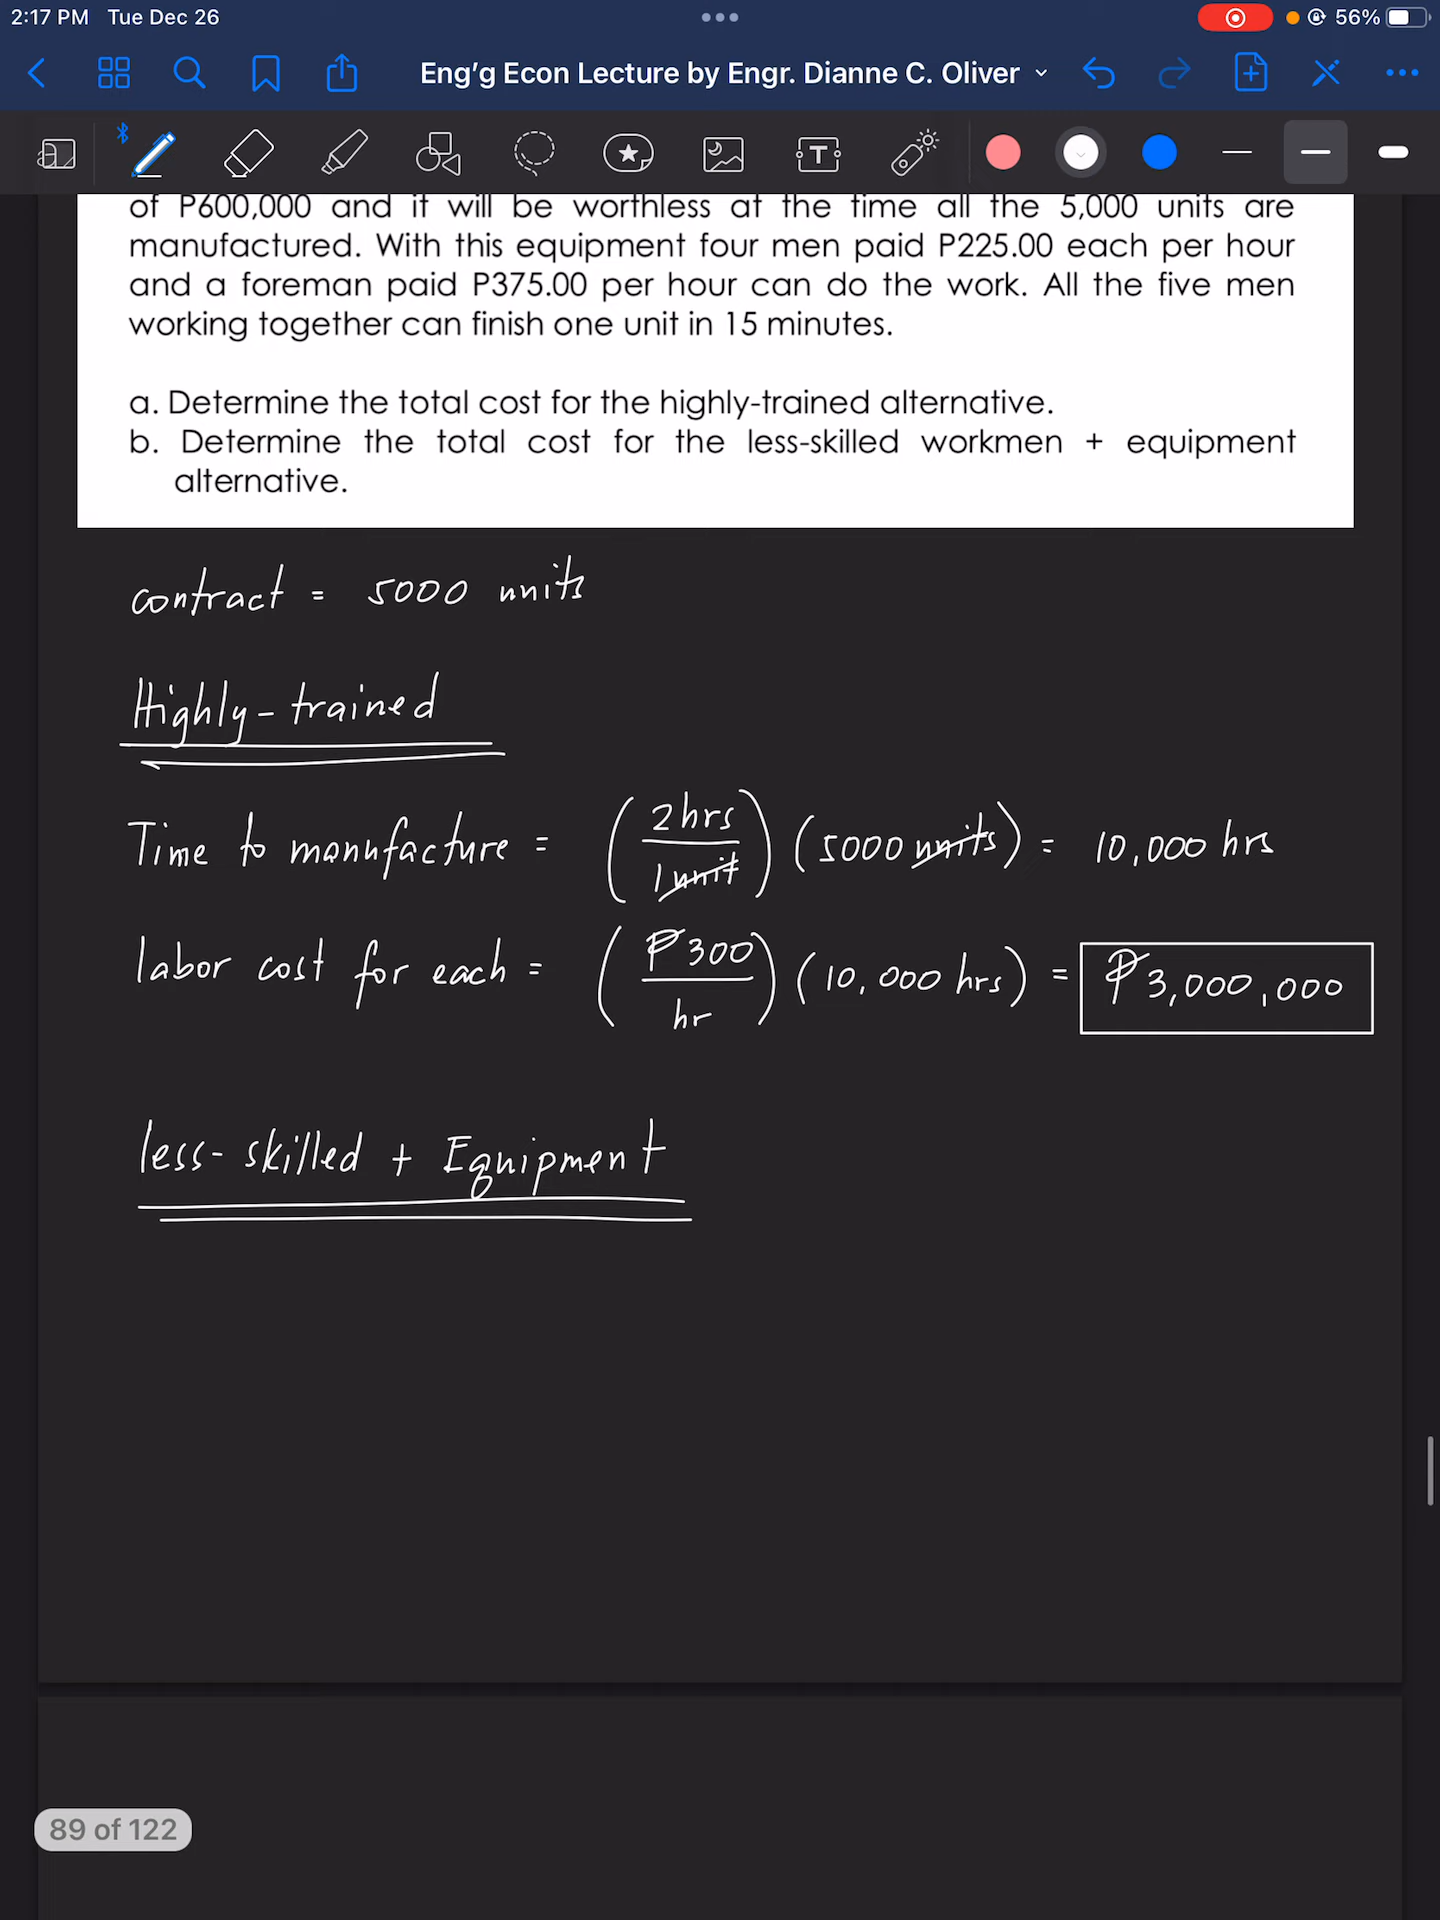 2:17 PM Tue Dec 26
56%
Eng'g Econ Lecture by Engr. Dianne C. Oliver
of P600,000 and it will be worthless at the time all the 5,000 units are
manufactured. With this equipment four men paid P225.00 each per hour
and a foreman paid P375.00 per hour can do the work. All the five men
working together can finish one unit in 15 minutes.
a. Determine the total cost for the highly-trained alternative.
b. Determine the total cost for the less-skilled workmen + equipment
alternative.
contract = 5000 units
Highly-trained
Time to manufacture = (2hrs / 1 unit) (5000 units) = 10,000 hrs
labor cost for each = (₱300 / hr) (10,000 hrs) = ₱3,000,000
less-skilled + Equipment
89 of 122